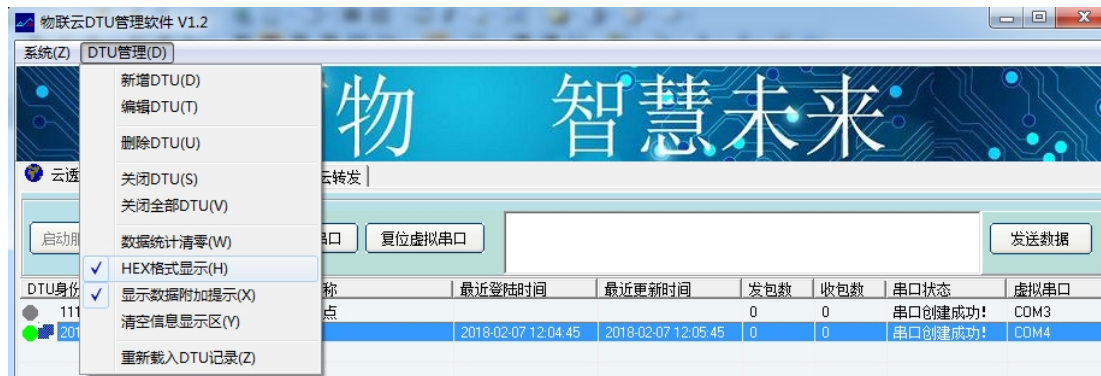 物联云DTU管理软件 V1.2
系统(Z) DTU管理(D)
新增DTU(D)
编辑DTU(T)
删除DTU(U)
关闭DTU(S)
关闭全部DTU(V)
数据统计清零(W)
✓ HEX格式显示(H)
✓ 显示数据附加提示(X)
清空信息显示区(Y)
重新载入DTU记录(Z)
物 智慧未来
云透 云转发
启动 串口 复位虚拟串口 发送数据
DTU身份 称 最近登陆时间 最近更新时间 发包数 收包数 串口状态 虚拟串口
111 点 0 0 串口创建成功! COM3
201 2018-02-07 12:04:45 2018-02-07 12:05:45 0 0 串口创建成功! COM4